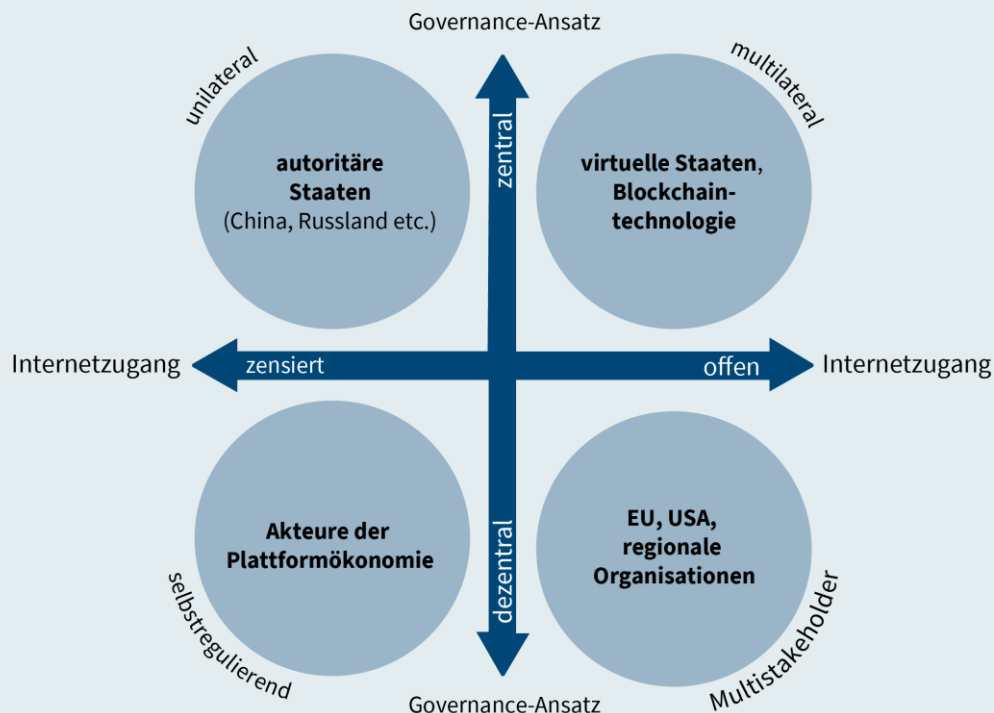 Governance-Ansatz
unilateral
multilateral
zentral
autoritäre
Staaten
(China, Russland etc.)
virtuelle Staaten,
Blockchain-
technologie
Internetzugang
zensiert
offen
Internetzugang
Akteure der
Plattformökonomie
EU, USA,
regionale
Organisationen
dezentral
selbstregulierend
Multistakeholder
Governance-Ansatz